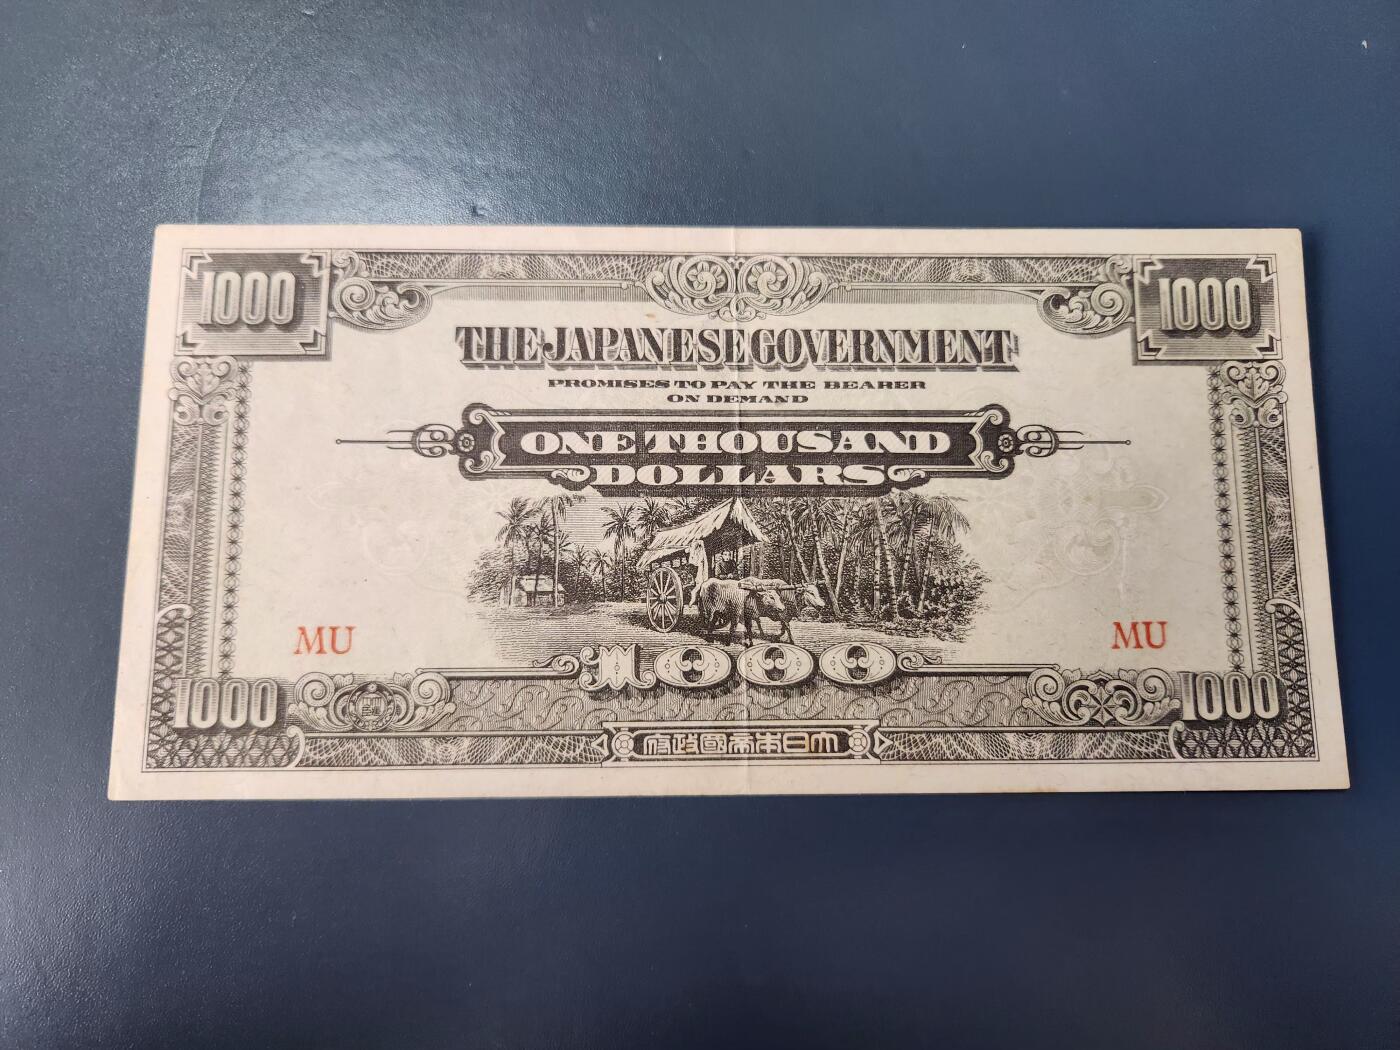 1000 1000
THE JAPANESE GOVERNMENT
PROMISES TO PAY THE BEARER
ON DEMAND
ONE THOUSAND
DOLLARS
MU MU
1000
1000 1000
府政國帝本日大